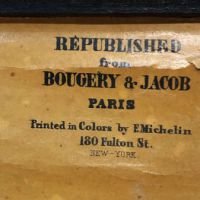 REPUBLISHED
from
BOUGERY & JACOB
PARIS
Printed in Colors by E. Michelin
180 Fulton St.
NEW-YORK